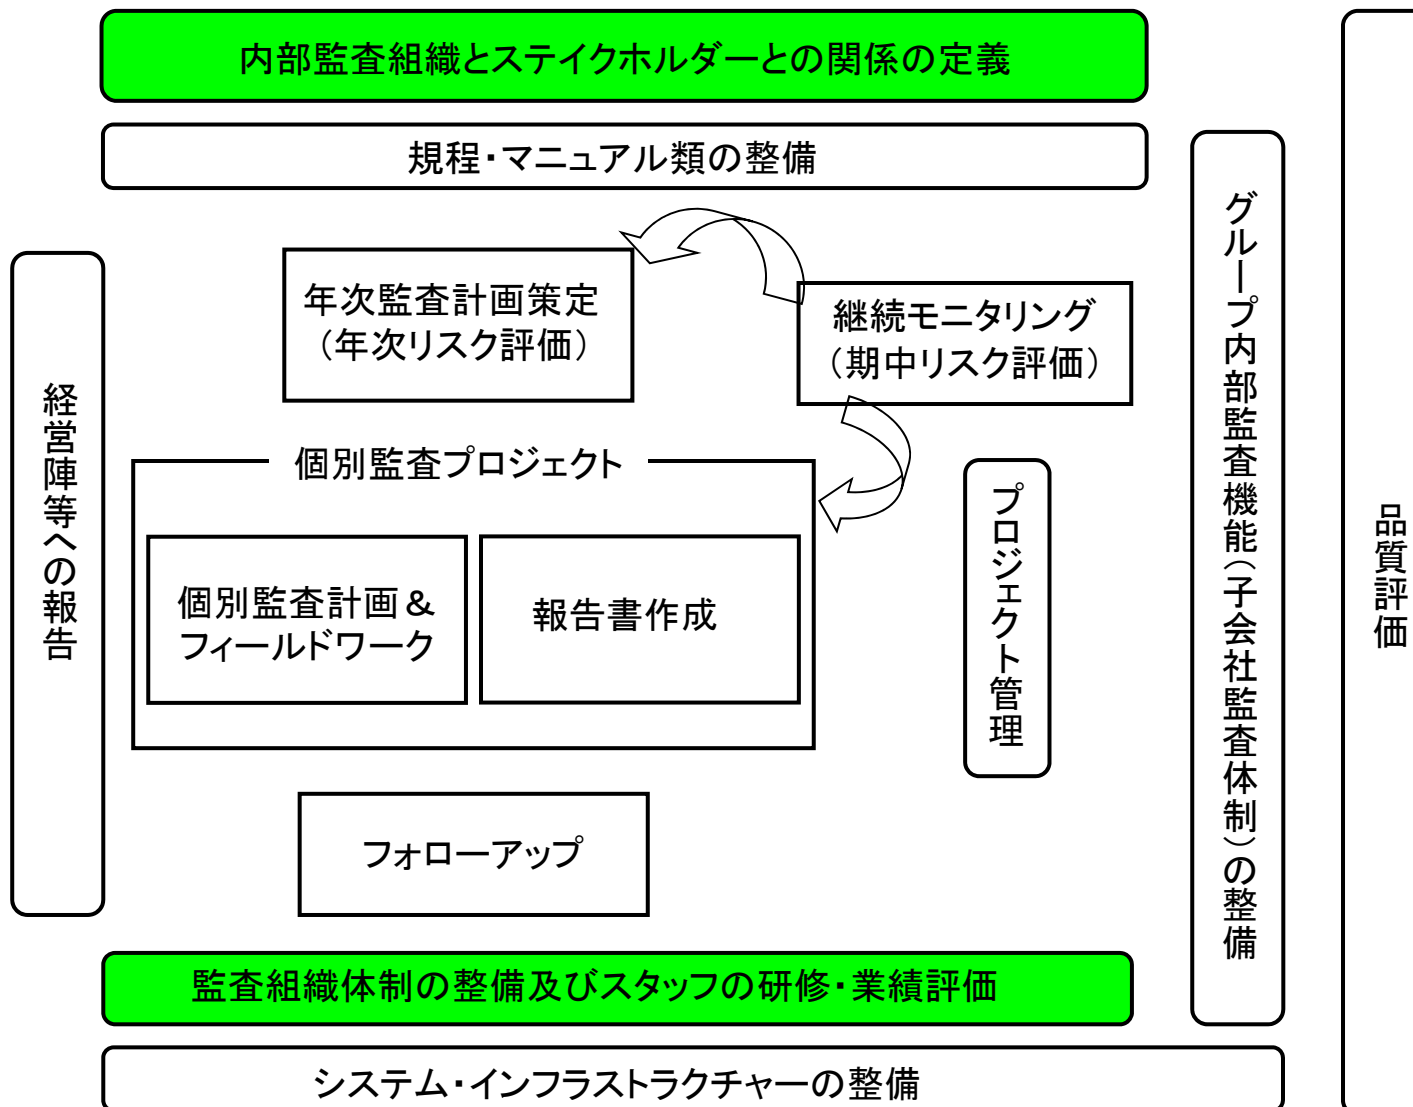 内部監査組織とステイクホルダーとの関係の定義
規程・マニュアル類の整備
年次監査計画策定
（年次リスク評価）
継続モニタリング
（期中リスク評価）
経営陣等への報告
個別監査プロジェクト
個別監査計画＆
フィールドワーク
報告書作成
プロジェクト管理
グループ内部監査機能（子会社監査体制）の整備
品質評価
フォローアップ
監査組織体制の整備及びスタッフの研修・業績評価
システム・インフラストラクチャーの整備